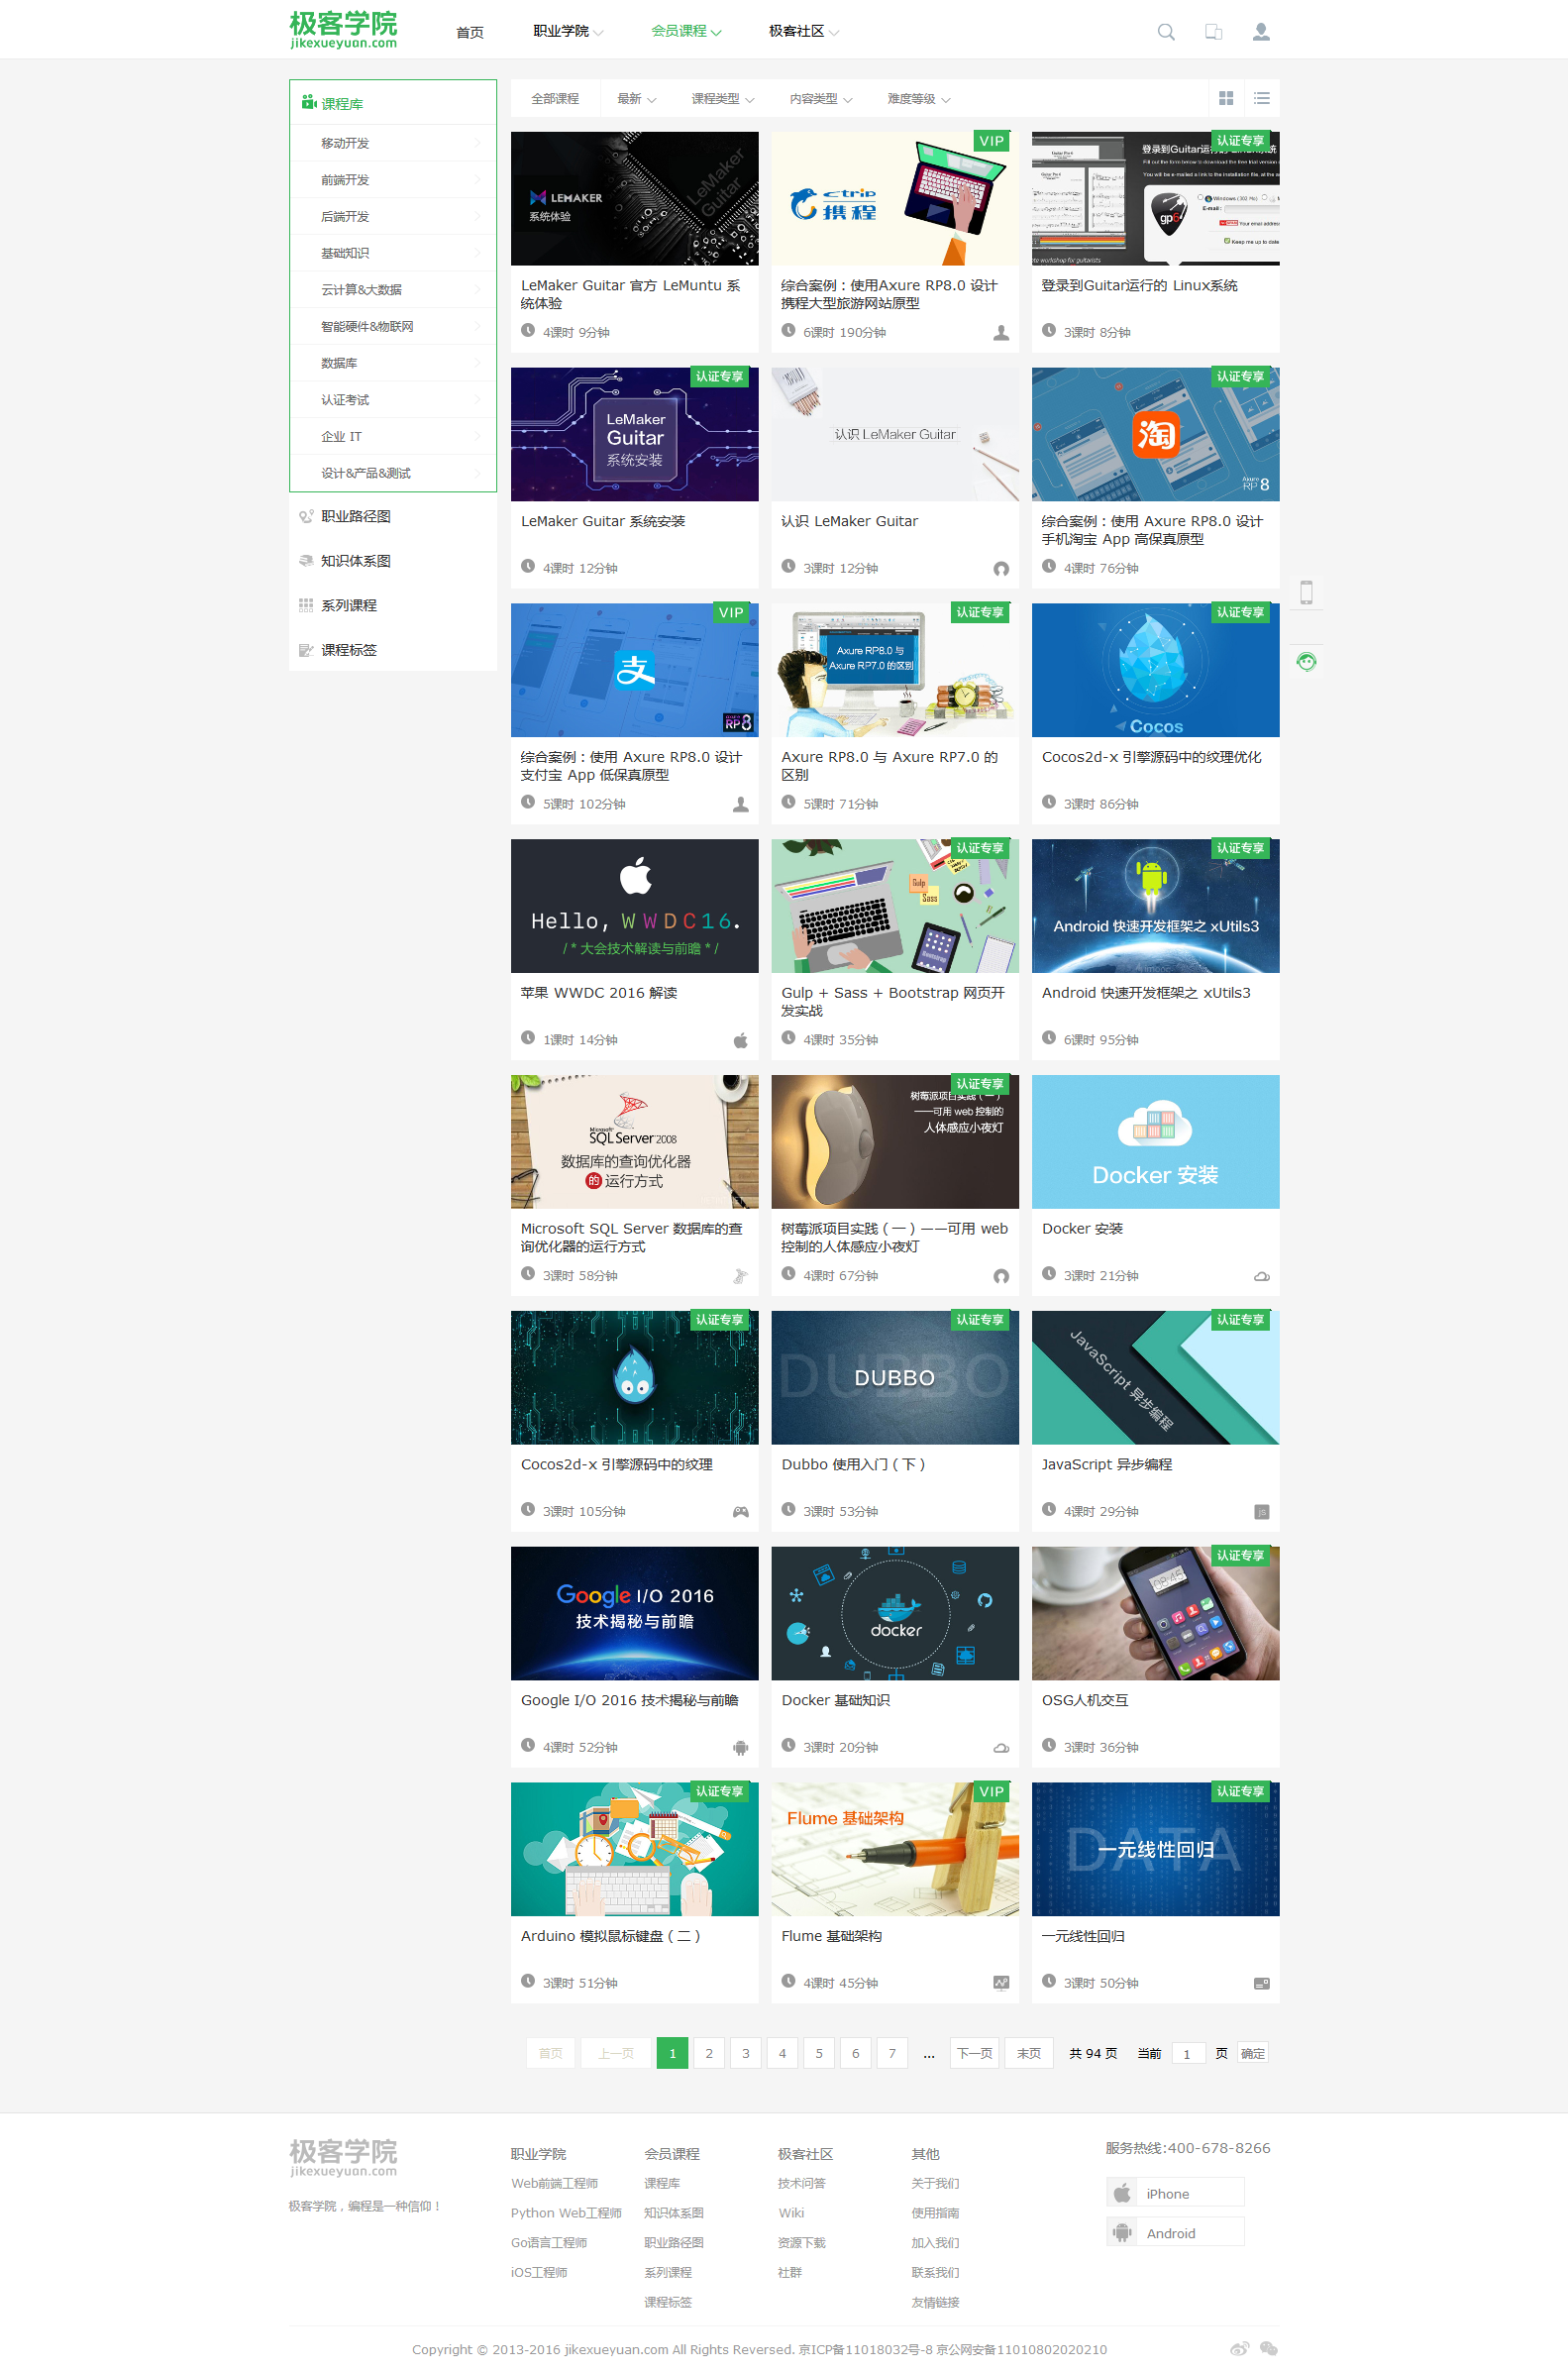 极客学院
jikexueyuan.com
首页
职业学院
会员课程
极客社区
课程库
移动开发
前端开发
后端开发
基础知识
云计算&大数据
智能硬件&物联网
数据库
认证考试
企业 IT
设计&产品&测试
职业路径图
知识体系图
系列课程
课程标签
全部课程
最新
课程类型
内容类型
难度等级
LEMAKER
系统体验
LeMaker
Guitar
LeMaker Guitar 官方 LeMuntu 系
统体验
4课时 9分钟
VIP
ctrip
携程
综合案例：使用Axure RP8.0 设计
携程大型旅游网站原型
6课时 190分钟
认证专享
登录到Guitar运行的 Linux系统
3课时 8分钟
认证专享
LeMaker
Guitar
系统安装
LeMaker Guitar 系统安装
4课时 12分钟
认识 LeMaker Guitar
认识 LeMaker Guitar
3课时 12分钟
认证专享
淘
Axure
RP 8
综合案例：使用 Axure RP8.0 设计
手机淘宝 App 高保真原型
4课时 76分钟
VIP
支
AXURE
RP8
综合案例：使用 Axure RP8.0 设计
支付宝 App 低保真原型
5课时 102分钟
认证专享
Axure RP8.0 与
Axure RP7.0 的区别
Axure RP8.0 与 Axure RP7.0 的
区别
5课时 71分钟
认证专享
Cocos
Cocos2d-x 引擎源码中的纹理优化
3课时 86分钟
Hello, WWDC16.
/ * 大会技术解读与前瞻 * /
苹果 WWDC 2016 解读
1课时 14分钟
认证专享
Gulp
Sass
Bootstrap
Gulp + Sass + Bootstrap 网页开
发实战
4课时 35分钟
认证专享
Android 快速开发框架之 xUtils3
Android 快速开发框架之 xUtils3
6课时 95分钟
Microsoft
SQL Server 2008
数据库的查询优化器
的 运行方式
Microsoft SQL Server 数据库的查
询优化器的运行方式
3课时 58分钟
认证专享
树莓派项目实践（一）
——可用 web 控制的
人体感应小夜灯
树莓派项目实践（一）——可用 web
控制的人体感应小夜灯
4课时 67分钟
Docker 安装
Docker 安装
3课时 21分钟
认证专享
Cocos2d-x 引擎源码中的纹理
3课时 105分钟
认证专享
DUBBO
DUBBO
Dubbo 使用入门（下）
3课时 53分钟
认证专享
JavaScript 异步编程
JavaScript 异步编程
4课时 29分钟
js
Google I/O 2016
技术揭秘与前瞻
Google I/O 2016 技术揭秘与前瞻
4课时 52分钟
docker
Docker 基础知识
3课时 20分钟
认证专享
08:45
OSG人机交互
3课时 36分钟
认证专享
Arduino 模拟鼠标键盘（二）
3课时 51分钟
VIP
Flume 基础架构
Flume 基础架构
4课时 45分钟
认证专享
DATA
一元线性回归
一元线性回归
3课时 50分钟
首页 上一页 1 2 3 4 5 6 7 ... 下一页 末页 共 94 页 当前 1 页 确定
极客学院
jikexueyuan.com
极客学院，编程是一种信仰！
职业学院
Web前端工程师
Python Web工程师
Go语言工程师
iOS工程师
会员课程
课程库
知识体系图
职业路径图
系列课程
课程标签
极客社区
技术问答
Wiki
资源下载
社群
其他
关于我们
使用指南
加入我们
联系我们
友情链接
服务热线:400-678-8266
iPhone
Android
Copyright © 2013-2016 jikexueyuan.com All Rights Reversed. 京ICP备11018032号-8 京公网安备11010802020210